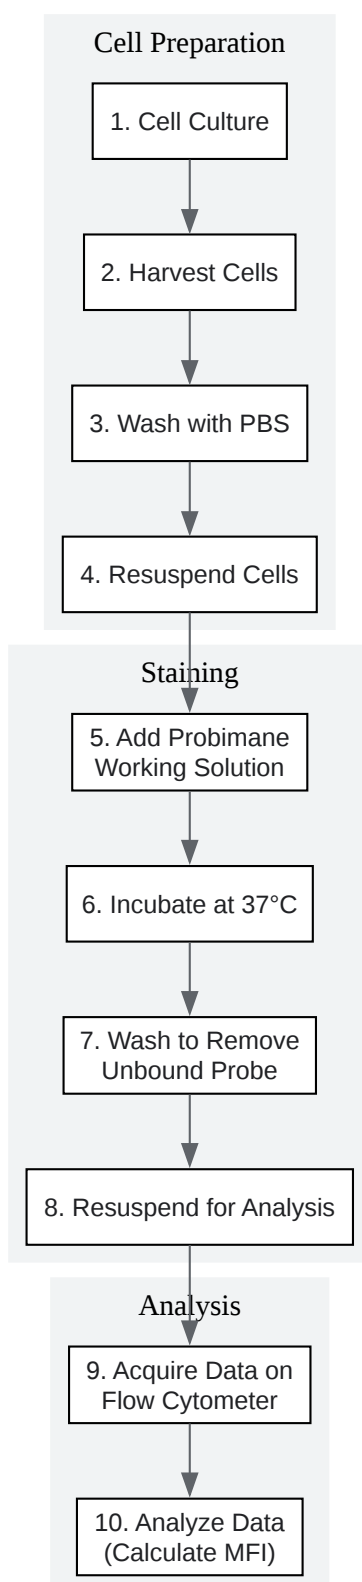 Cell Preparation
1. Cell Culture
2. Harvest Cells
3. Wash with PBS
4. Resuspend Cells
Staining
5. Add Probimane
Working Solution
6. Incubate at 37°C
7. Wash to Remove
Unbound Probe
8. Resuspend for Analysis
Analysis
9. Acquire Data on
Flow Cytometer
10. Analyze Data
(Calculate MFI)